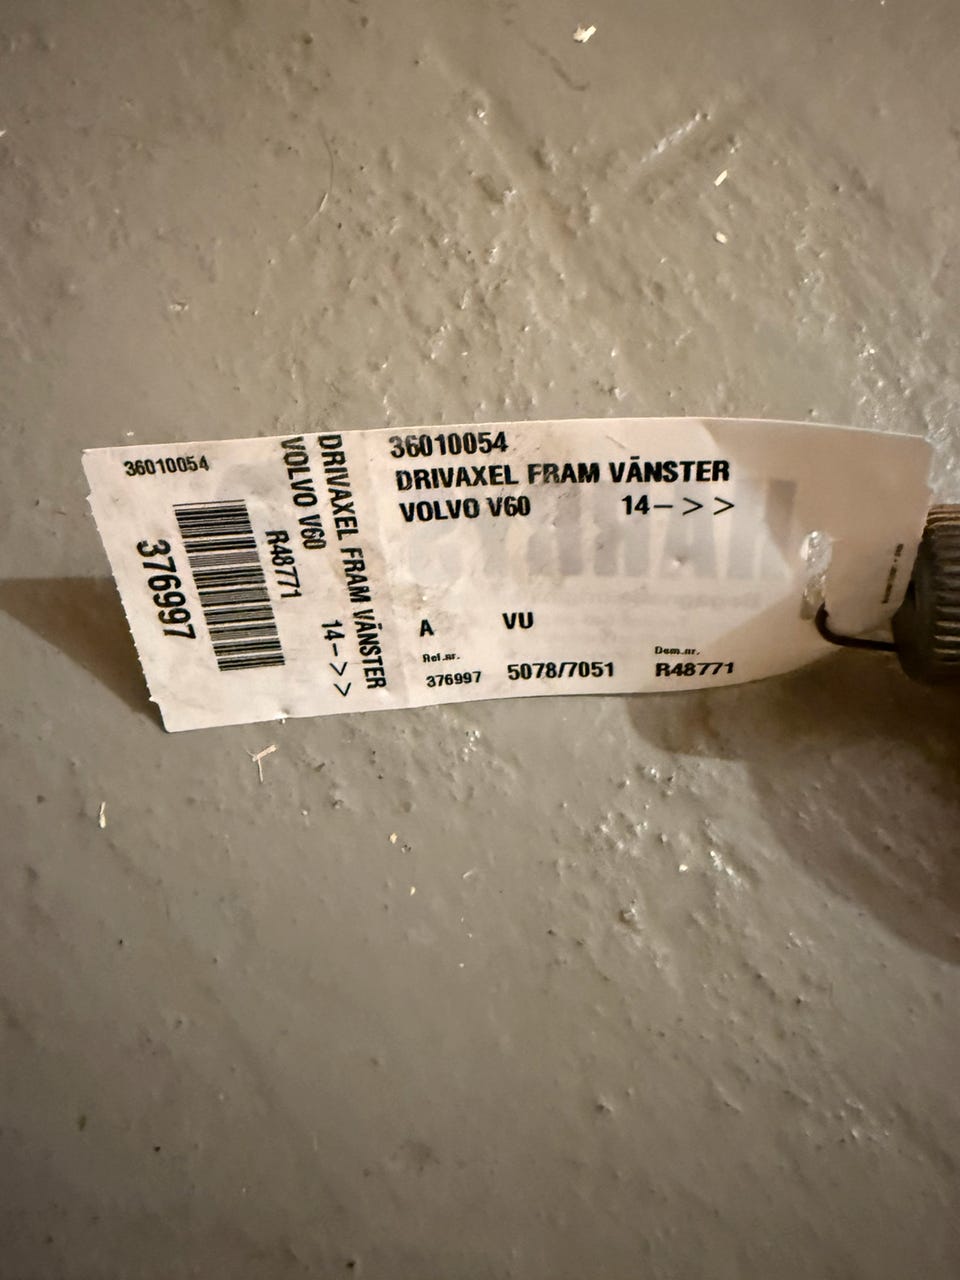 36010054
376997
R48771
VOLVO V60 14->>
DRIVAXEL FRAM VÄNSTER
36010054
DRIVAXEL FRAM VÄNSTER
VOLVO V60 14->>
A VU
Ref.nr. Dem.nr.
376997 5078/7051 R48771